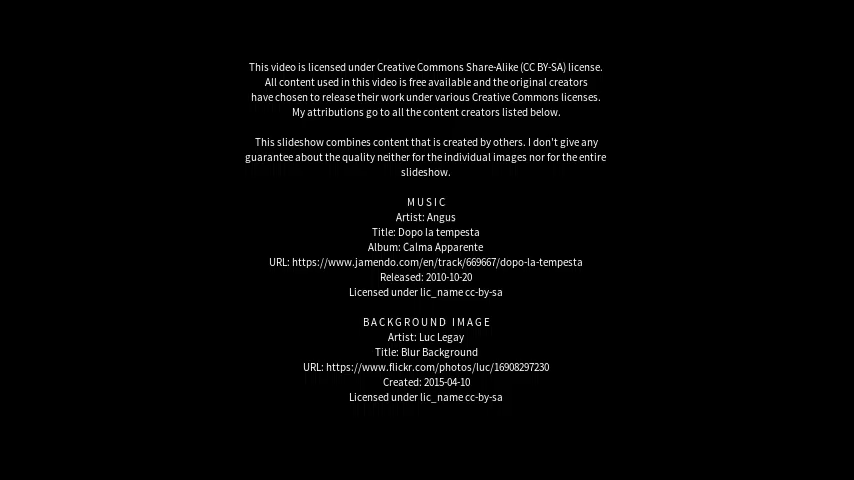 This video is licensed under Creative Commons Share-Alike (CC BY-SA) license.
All content used in this video is free available and the original creators
have chosen to release their work under various Creative Commons licenses.
My attributions go to all the content creators listed below.
This slideshow combines content that is created by others. I don't give any
guarantee about the quality neither for the individual images nor for the entire
slideshow.
MUSIC
Artist: Angus
Title: Dopo la tempesta
Album: Calma Apparente
URL: https://www.jamendo.com/en/track/669667/dopo-la-tempesta
Released: 2010-10-20
Licensed under lic_name cc-by-sa
BACKGROUND IMAGE
Artist: Luc Legay
Title: Blur Background
URL: https://www.flickr.com/photos/luc/16908297230
Created: 2015-04-10
Licensed under lic_name cc-by-sa